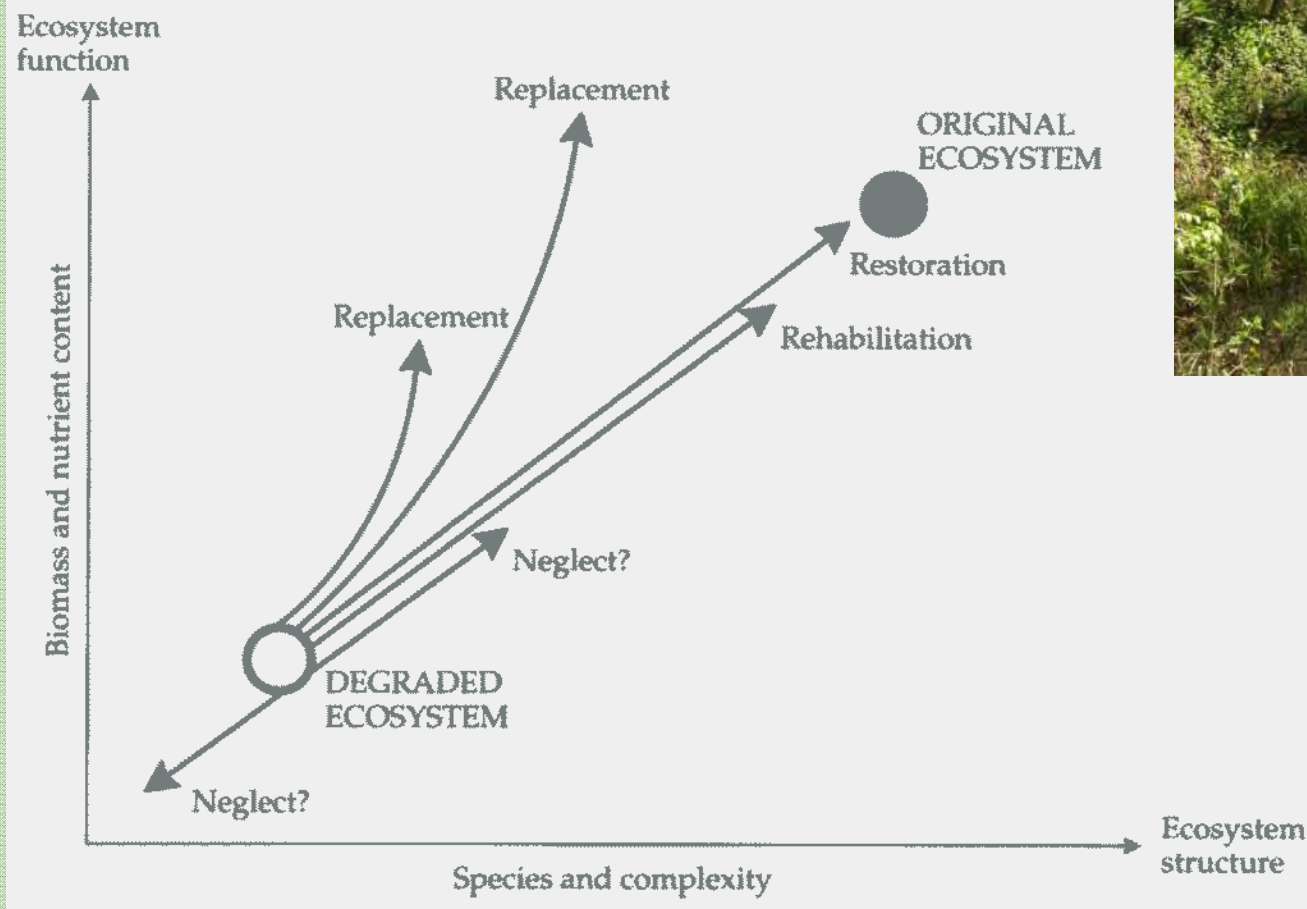 Ecosystem
function
Replacement
ORIGINAL
ECOSYSTEM
Restoration
Replacement
Rehabilitation
Biomass and nutrient content
Neglect?
DEGRADED
ECOSYSTEM
Neglect?
Ecosystem
structure
Species and complexity